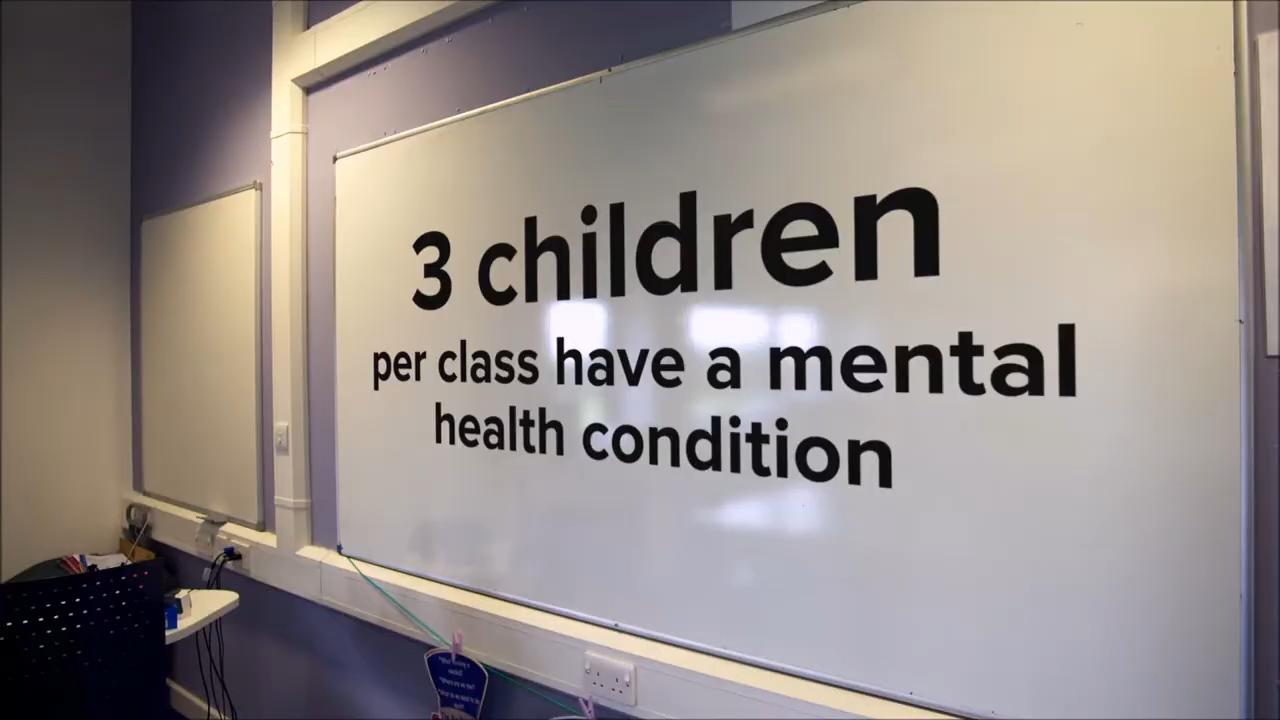 3 children
per class have a mental
health condition